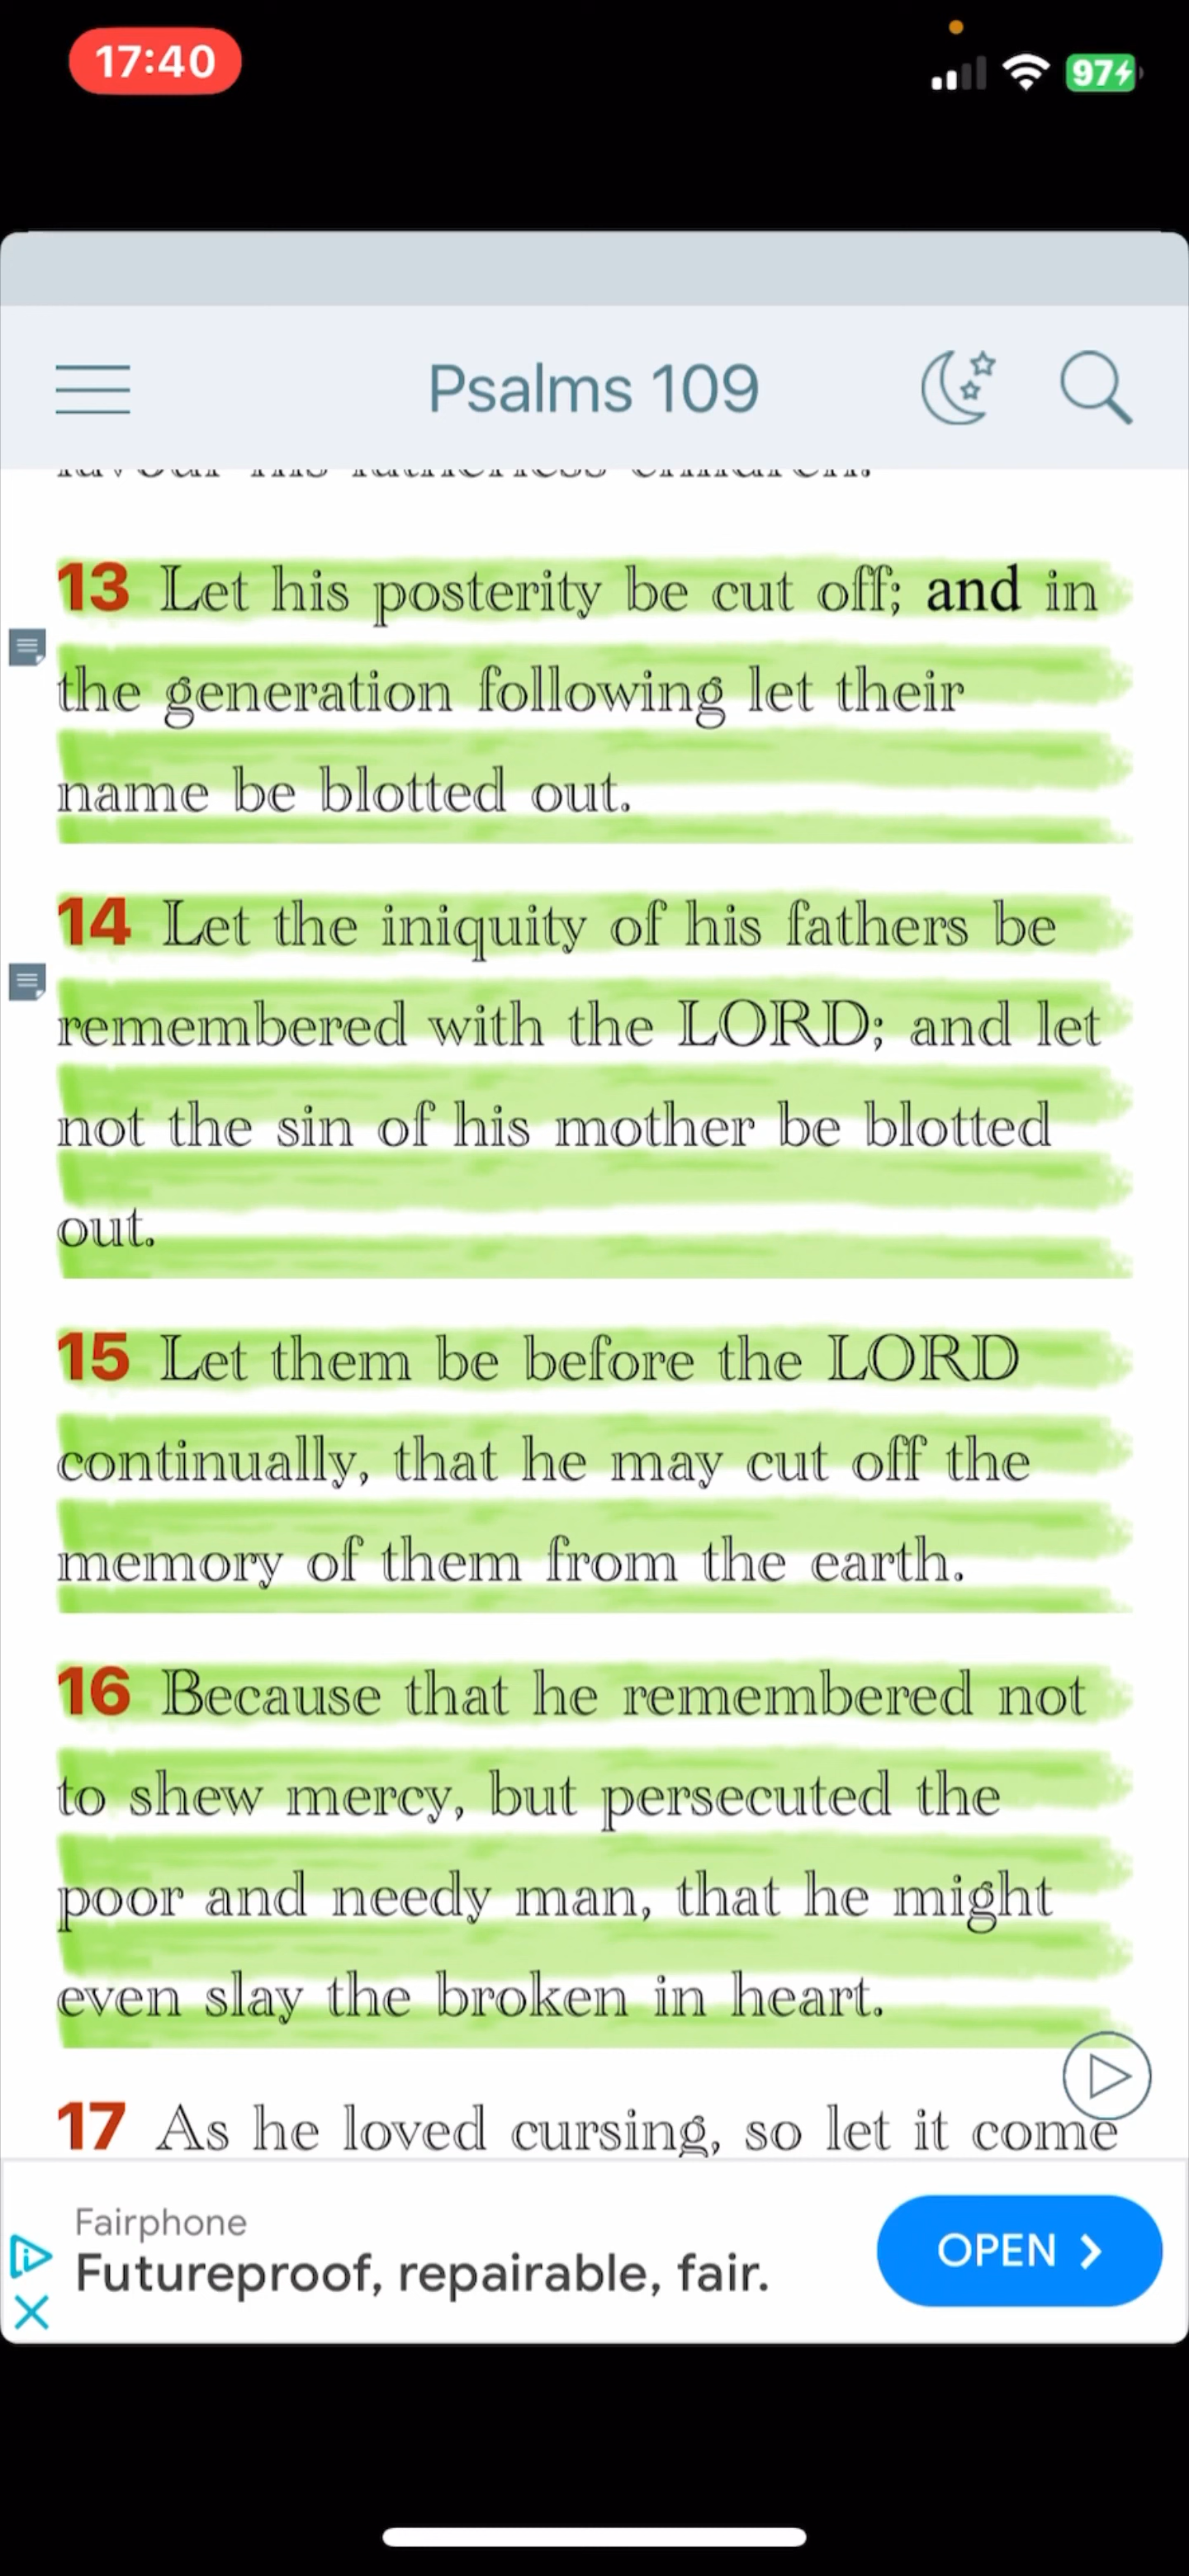 17:40
97
Psalms 109
favour his fatherless children.
13 Let his posterity be cut off; and in
the generation following let their
name be blotted out.
14 Let the iniquity of his fathers be
remembered with the LORD; and let
not the sin of his mother be blotted
out.
15 Let them be before the LORD
continually, that he may cut off the
memory of them from the earth.
16 Because that he remembered not
to shew mercy, but persecuted the
poor and needy man, that he might
even slay the broken in heart.
17 As he loved cursing, so let it come
Fairphone
Futureproof, repairable, fair.
OPEN